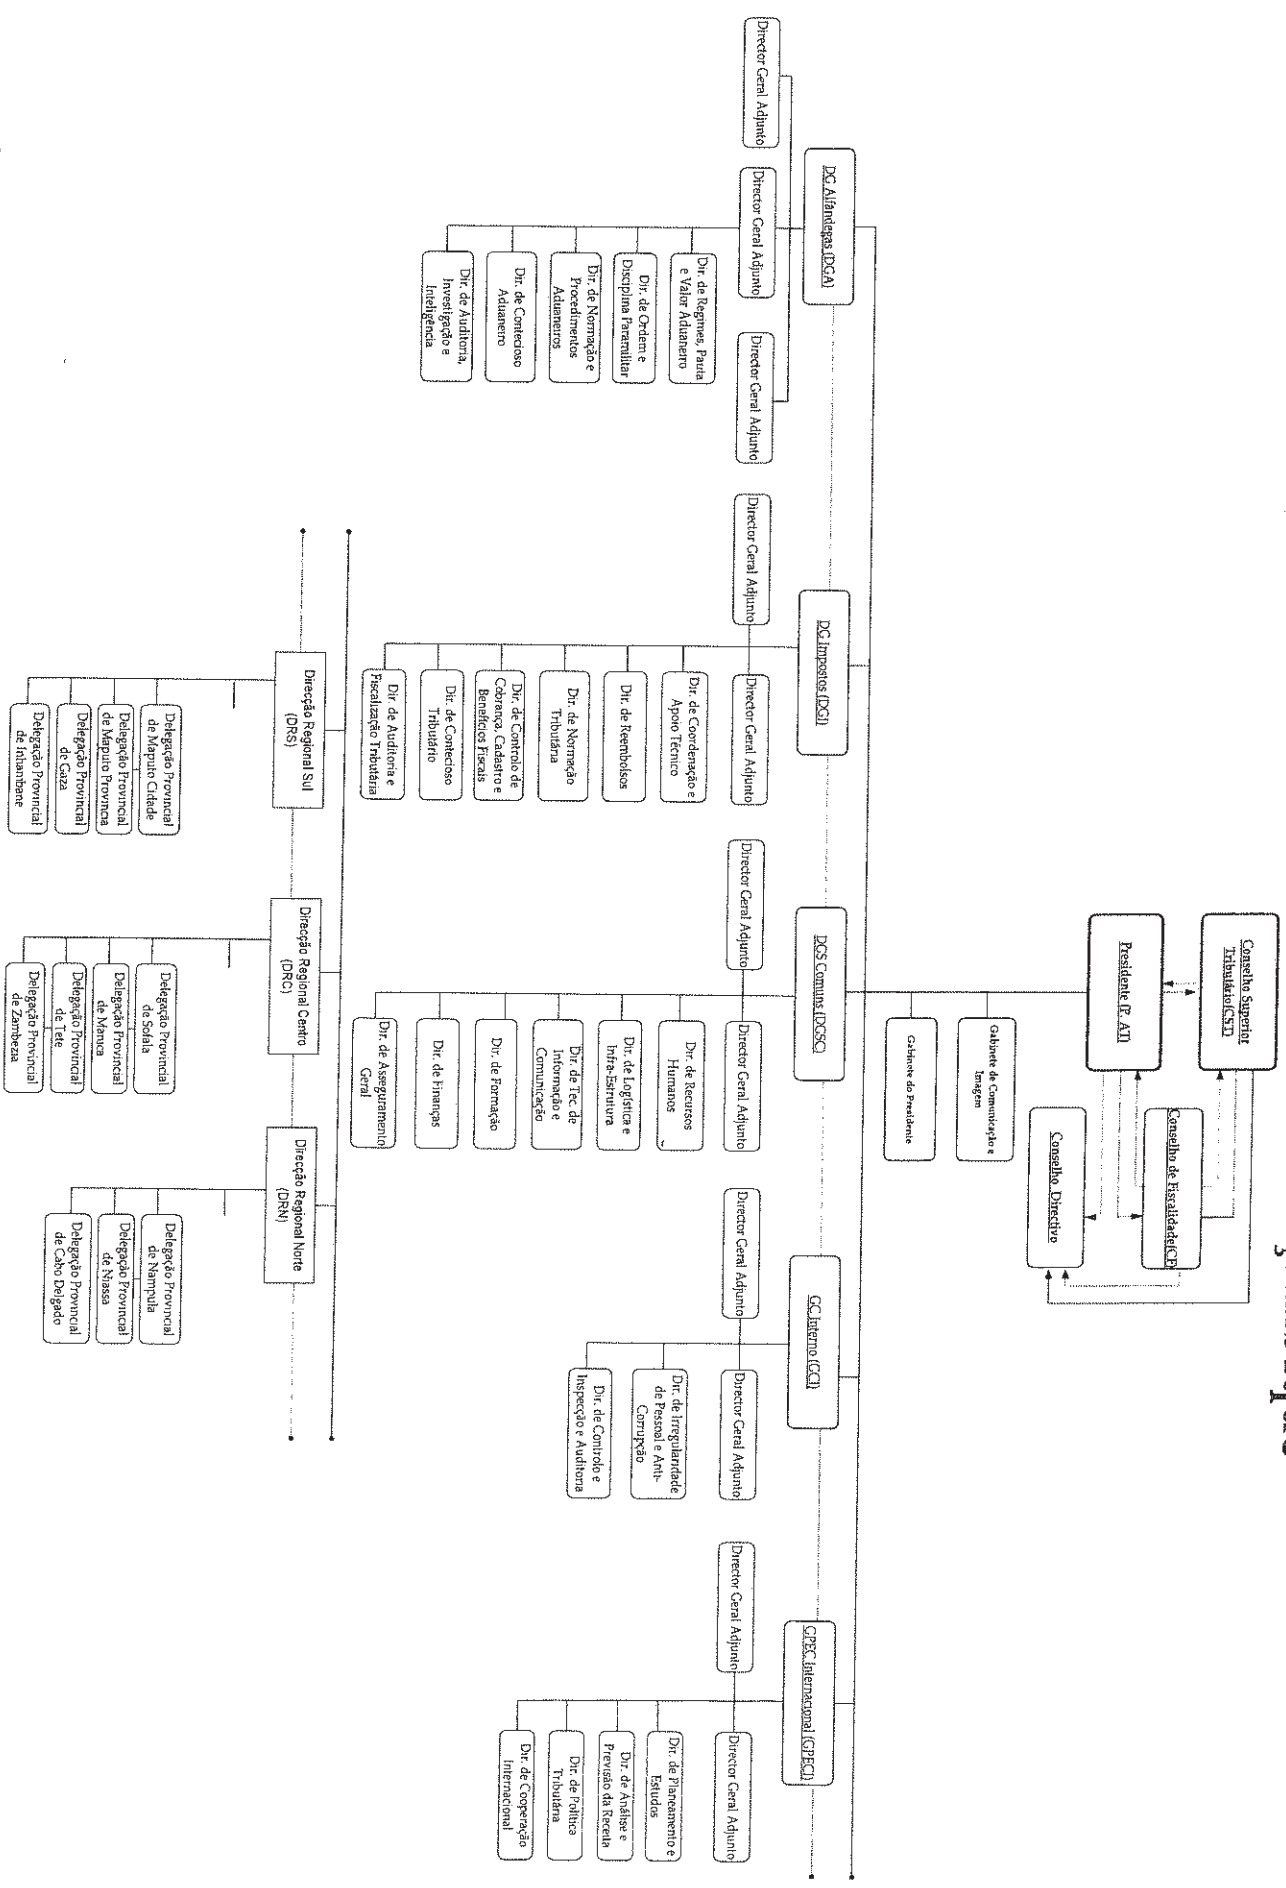 Conselho Superior
Tributário(CST)
Presidente (P. AT)
Conselho de Fiscalidade(CF)
Conselho Directivo
Gabinete de Comunicação e
Imagem
Gabinete do Presidente
DG Alfândegas (DGA)
DG Impostos (DGI)
DGS Comuns (DGSC)
GC Interno (GCI)
GPEC Internacional (GPECI)
Director Geral Adjunto
Director Geral Adjunto
Director Geral Adjunto
Dir. de Regimes, Pauta
e Valor Aduaneiro
Dir. de Ordem e
Disciplina Paramilitar
Dir. de Normação e
Procedimentos
Aduaneiros
Dir. de Contecioso
Aduaneiro
Dir. de Auditoria,
Investigação e
Inteligência
Director Geral Adjunto
Director Geral Adjunto
Dir. de Coordenação e
Apoio Técnico
Dir. de Reembolsos
Dir. de Normação
Tributária
Dir. de Controlo de
Cobrança, Cadastro e
Benefícios Fiscais
Dir. de Contecioso
Tributário
Dir. de Auditoria e
Fiscalização Tributária
Director Geral Adjunto
Director Geral Adjunto
Dir. de Recursos
Humanos
Dir. de Logística e
Infra-Estrutura
Dir. de Tec. de
Informação e
Comunicação
Dir. de Formação
Dir. de Finanças
Dir. de Asseguramento
Geral
Director Geral Adjunto
Director Geral Adjunto
Dir. de Irregularidade
de Pessoal e Anti-
Corrupção
Dir. de Controlo e
Inspecção e Auditoria
Director Geral Adjunto
Director Geral Adjunto
Dir. de Planeamento e
Estudos
Dir. de Análise e
Previsão da Receita
Dir. de Política
Tributária
Dir. de Cooperação
Internacional
Direcção Regional Sul
(DRS)
Delegação Provincial
de Maputo Cidade
Delegação Provincial
de Maputo Província
Delegação Provincial
de Gaza
Delegação Provincial
de Inhambane
Direcção Regional Centro
(DRC)
Delegação Provincial
de Sofala
Delegação Provincial
de Manica
Delegação Provincial
de Tete
Delegação Provincial
de Zambezia
Direcção Regional Norte
(DRN)
Delegação Provincial
de Nampula
Delegação Provincial
de Niassa
Delegação Provincial
de Cabo Delgado